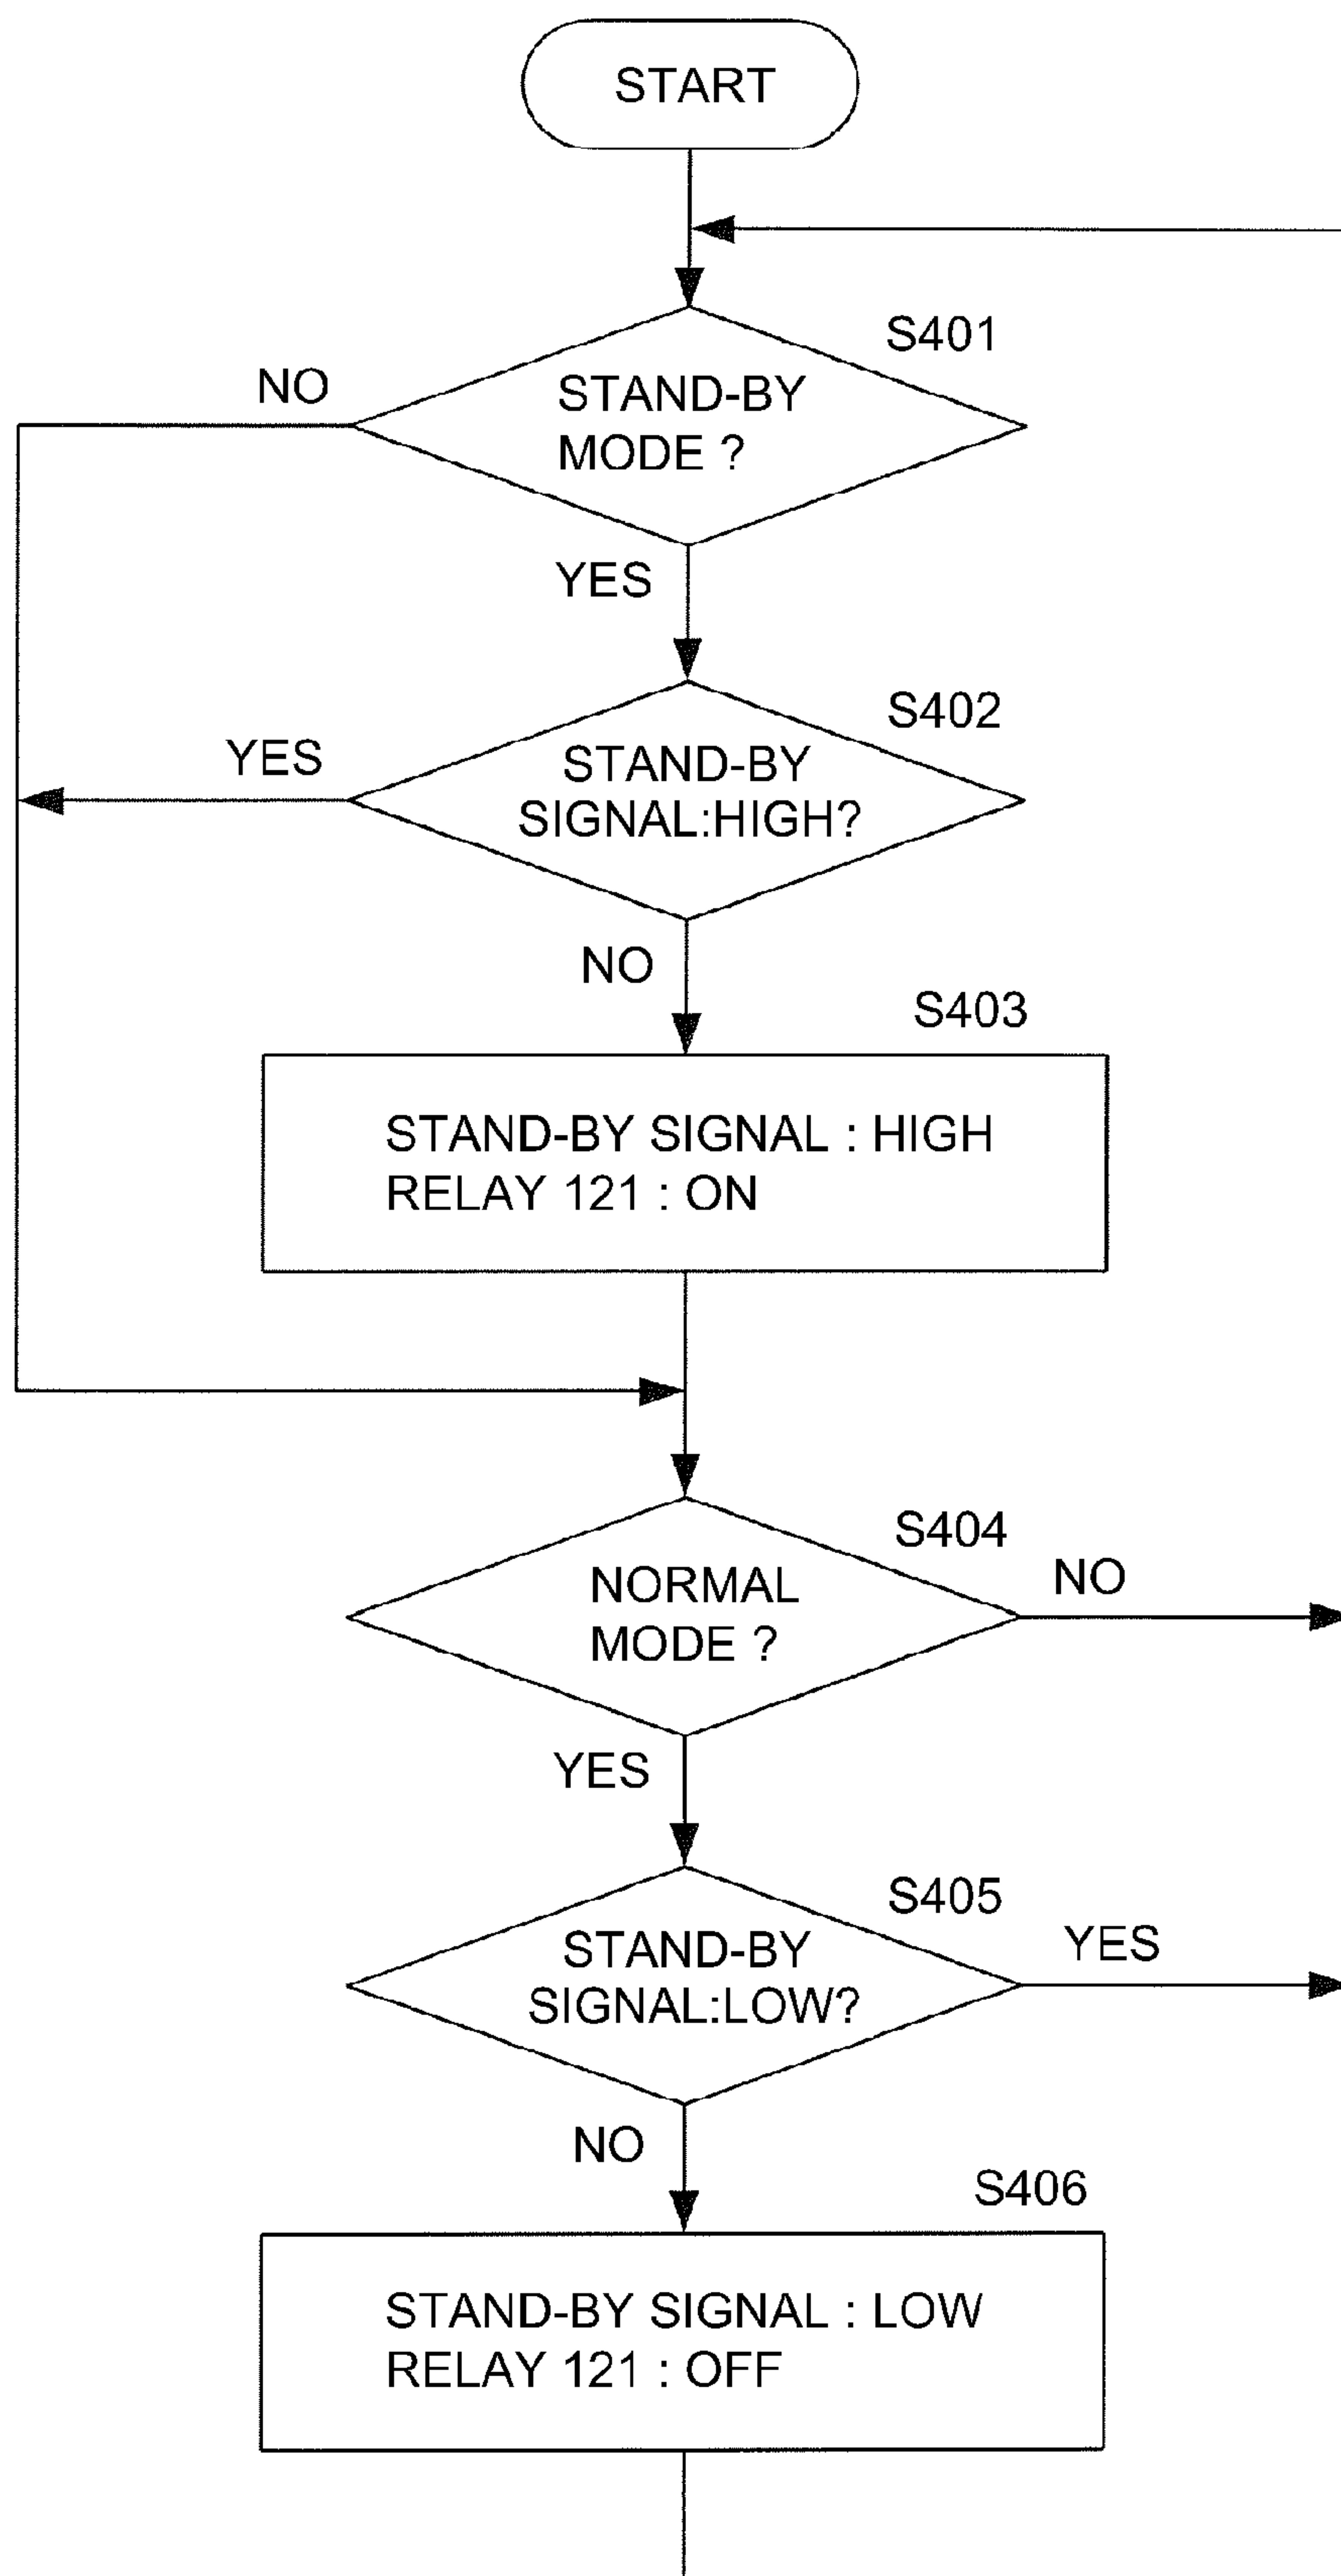 START
S401
NO
STAND-BY
MODE ?
YES
S402
YES
STAND-BY
SIGNAL:HIGH?
NO
S403
STAND-BY SIGNAL : HIGH
RELAY 121 : ON
S404
NO
NORMAL
MODE ?
YES
S405
YES
STAND-BY
SIGNAL:LOW?
NO
S406
STAND-BY SIGNAL : LOW
RELAY 121 : OFF